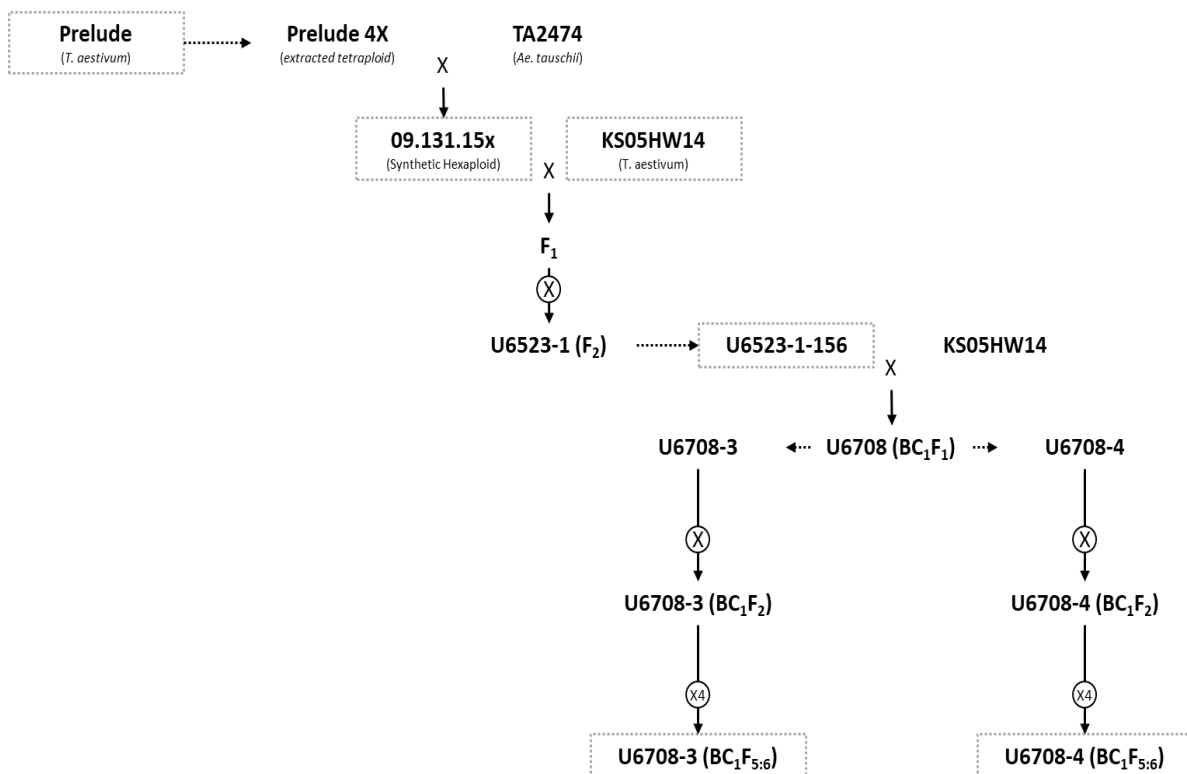 Prelude
(T. aestivum)
Prelude 4X
(extracted tetraploid)
TA2474
(Ae. tauschii)
X
09.131.15x
(Synthetic Hexaploid)
KS05HW14
(T. aestivum)
X
F₁
X
U6523-1 (F₂)
U6523-1-156
KS05HW14
X
U6708-3
U6708 (BC₁F₁)
U6708-4
X
X
U6708-3 (BC₁F₂)
U6708-4 (BC₁F₂)
X4
X4
U6708-3 (BC₁F₅:₆)
U6708-4 (BC₁F₅:₆)